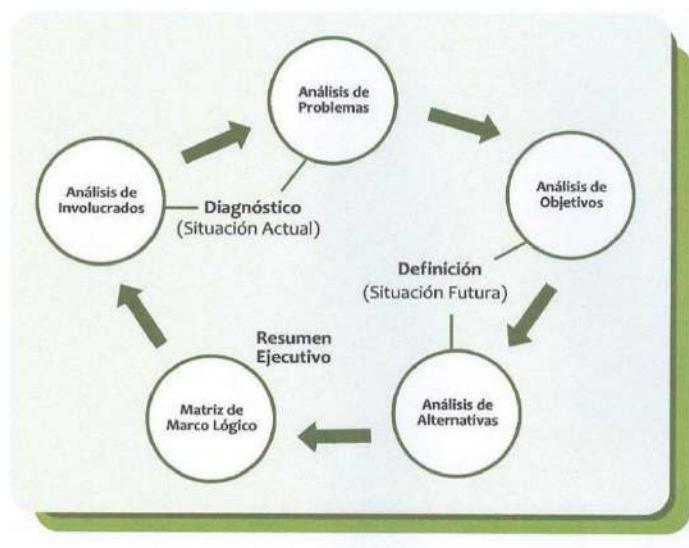 Análisis de
Problemas
Análisis de
Involucrados
Diagnóstico
(Situación Actual)
Análisis de
Objetivos
Definición
(Situación Futura)
Resumen
Ejecutivo
Matriz de
Marco Lógico
Análisis de
Alternativas